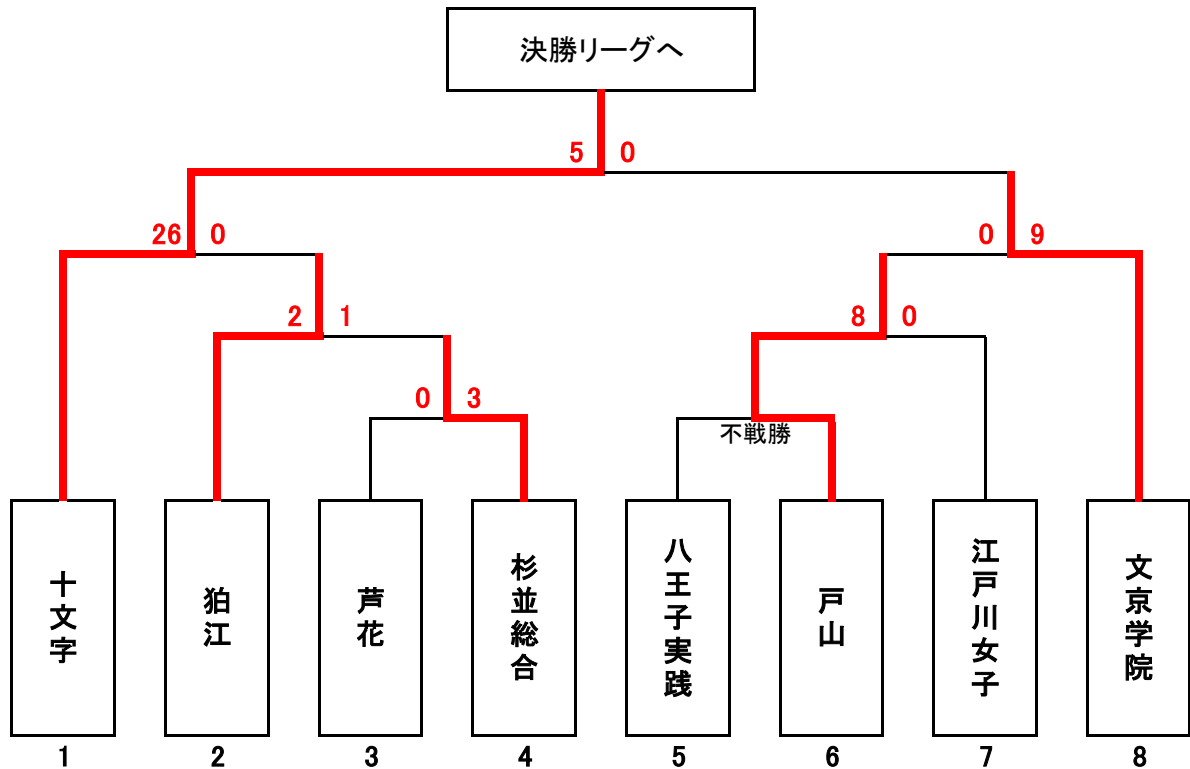 決勝リーグへ
5 0
26 0 0 9
2 1 8 0
0 3
不戦勝
十文字
狛江
芦花
杉並総合
八王子実践
戸山
江戸川女子
文京学院
1 2 3 4 5 6 7 8